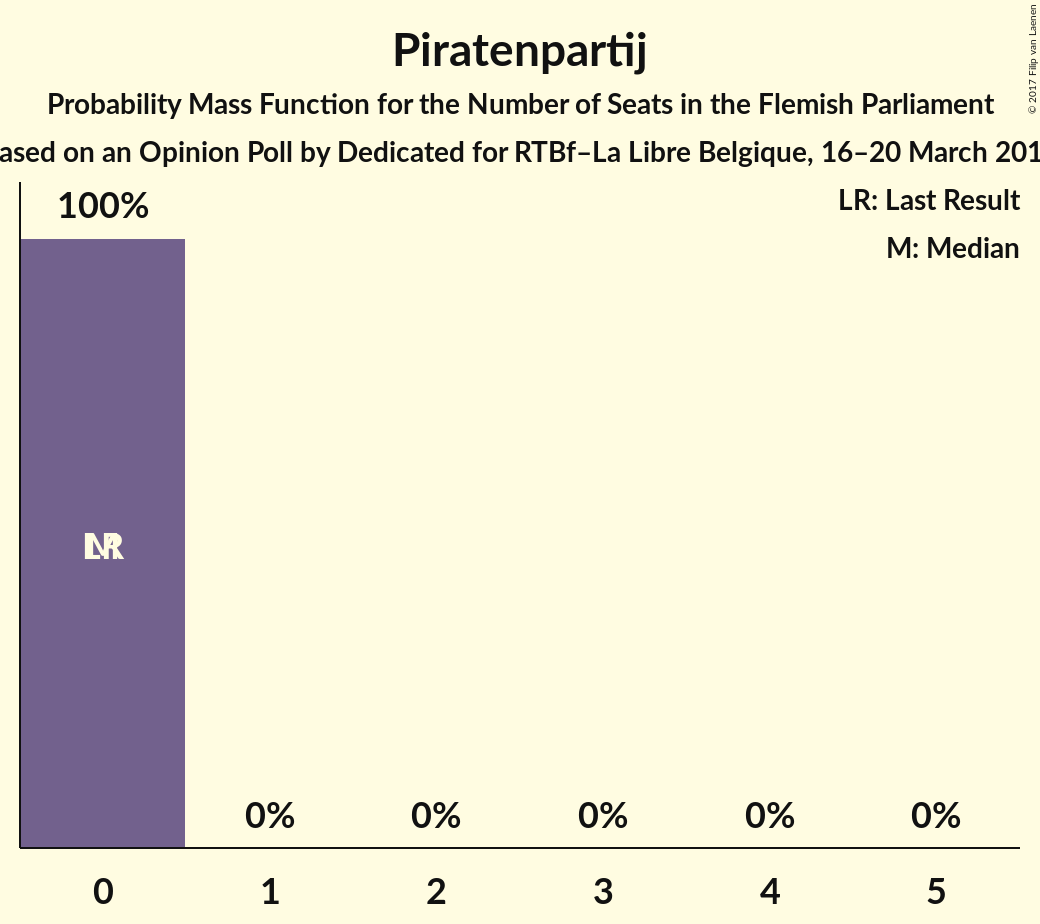 Piratenpartij
Probability Mass Function for the Number of Seats in the Flemish Parliament
ased on an Opinion Poll by Dedicated for RTBf–La Libre Belgique, 16–20 March 201
© 2017 Filip van Laenen
LR: Last Result
M: Median
100%
LR
M
0% 0% 0% 0% 0%
0 1 2 3 4 5